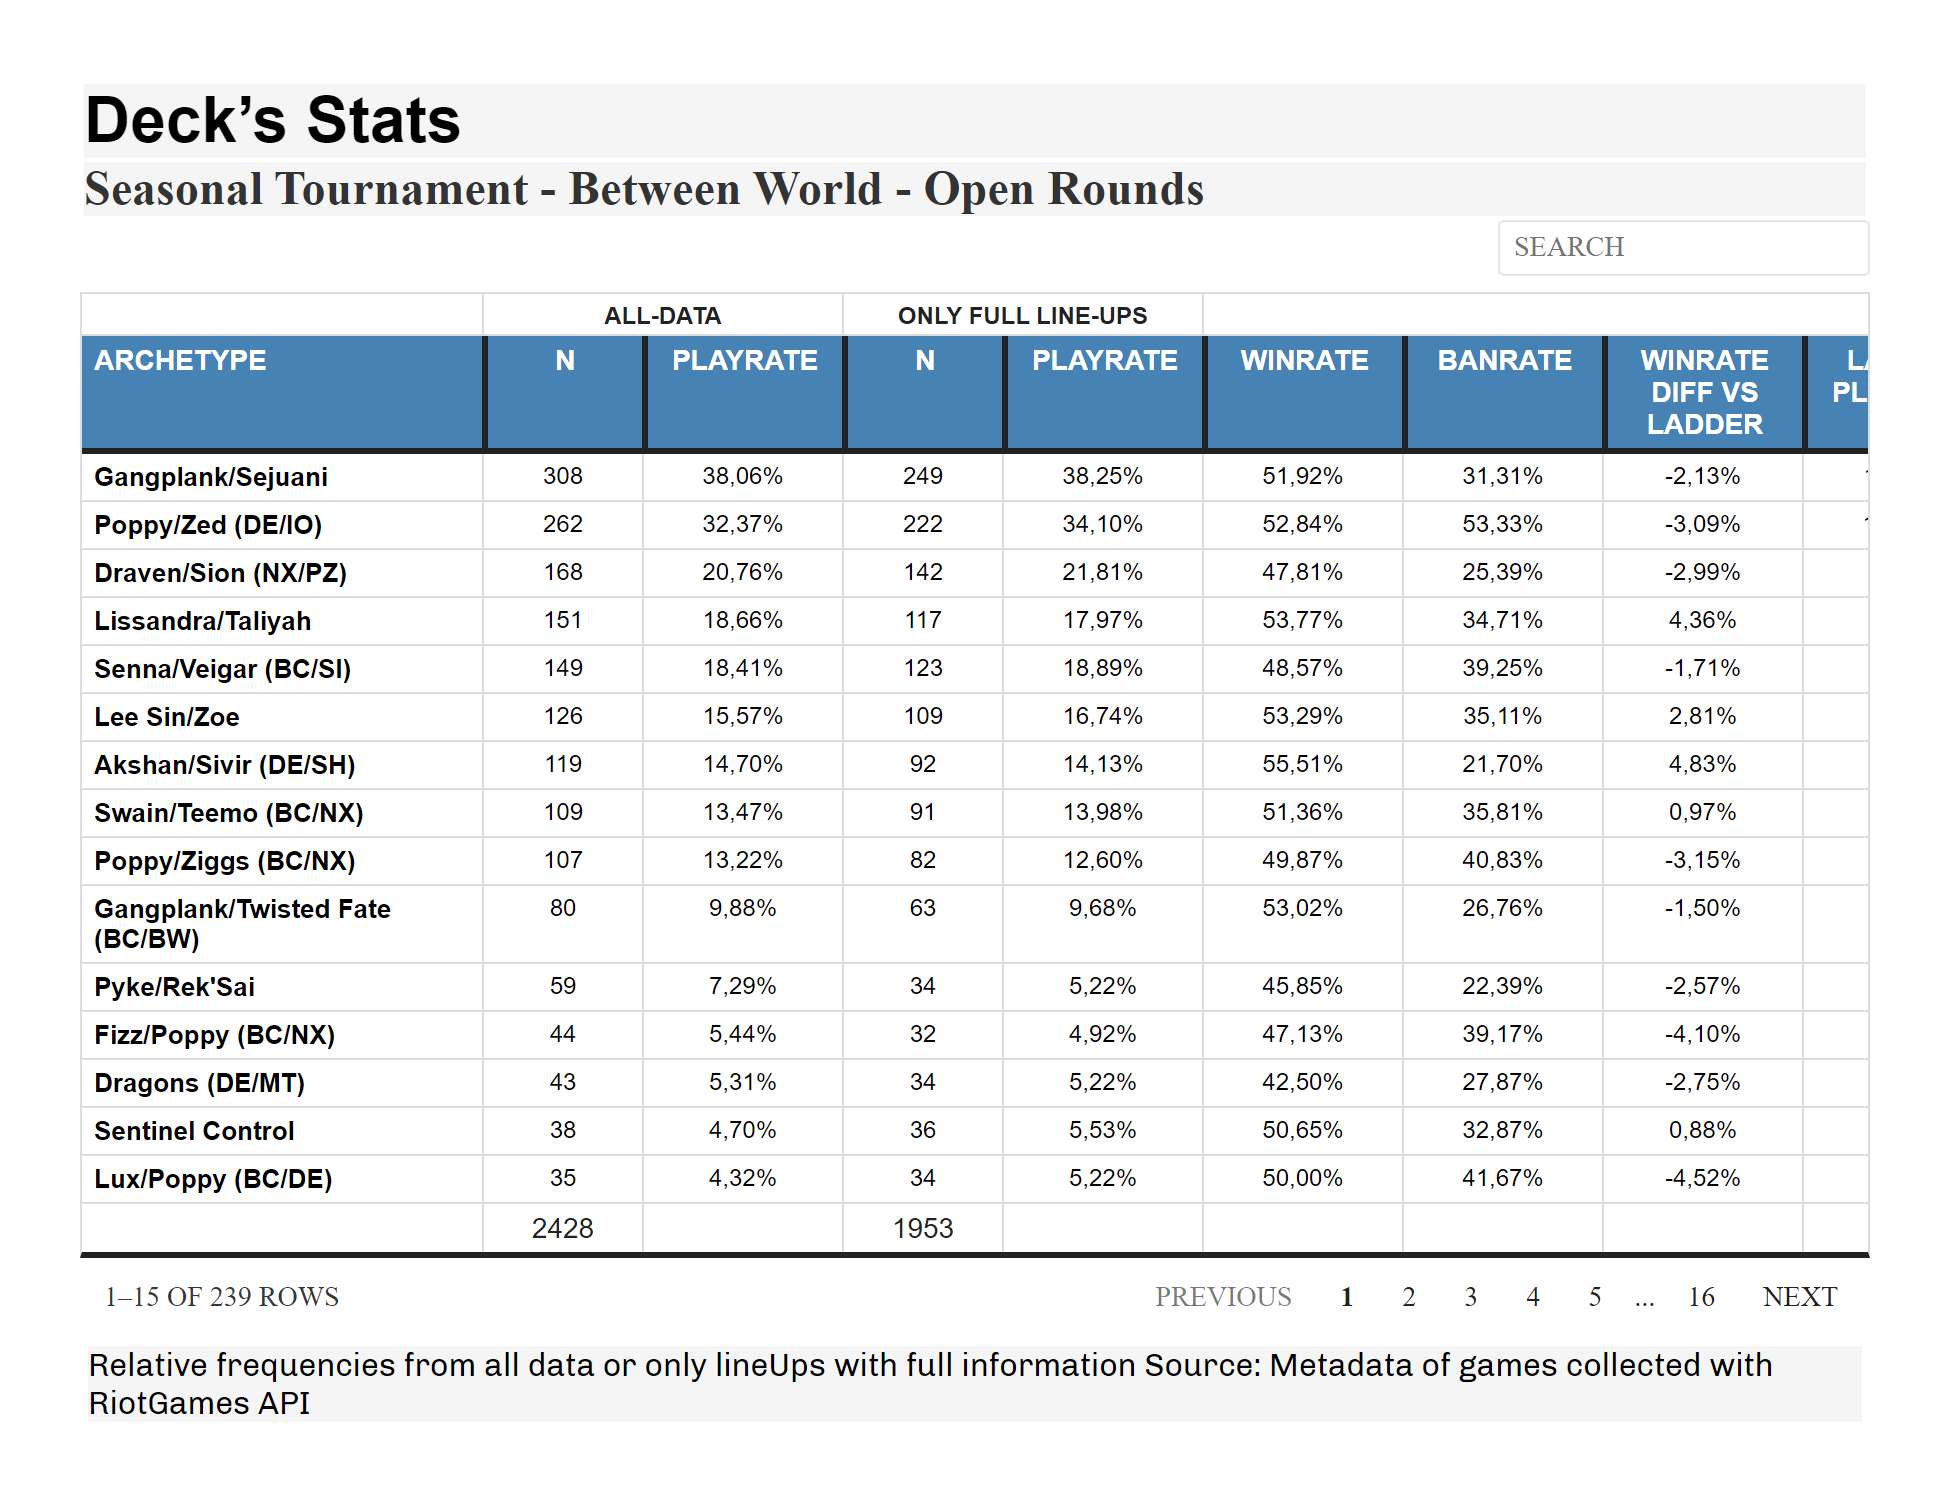 Deck’s Stats
Seasonal Tournament - Between World - Open Rounds
SEARCH
ALL-DATA ONLY FULL LINE-UPS
ARCHETYPE N PLAYRATE N PLAYRATE WINRATE BANRATE WINRATE
DIFF VS
LADDER
Gangplank/Sejuani 308 38,06% 249 38,25% 51,92% 31,31% -2,13%
Poppy/Zed (DE/IO) 262 32,37% 222 34,10% 52,84% 53,33% -3,09%
Draven/Sion (NX/PZ) 168 20,76% 142 21,81% 47,81% 25,39% -2,99%
Lissandra/Taliyah 151 18,66% 117 17,97% 53,77% 34,71% 4,36%
Senna/Veigar (BC/SI) 149 18,41% 123 18,89% 48,57% 39,25% -1,71%
Lee Sin/Zoe 126 15,57% 109 16,74% 53,29% 35,11% 2,81%
Akshan/Sivir (DE/SH) 119 14,70% 92 14,13% 55,51% 21,70% 4,83%
Swain/Teemo (BC/NX) 109 13,47% 91 13,98% 51,36% 35,81% 0,97%
Poppy/Ziggs (BC/NX) 107 13,22% 82 12,60% 49,87% 40,83% -3,15%
Gangplank/Twisted Fate 80 9,88% 63 9,68% 53,02% 26,76% -1,50%
(BC/BW)
Pyke/Rek'Sai 59 7,29% 34 5,22% 45,85% 22,39% -2,57%
Fizz/Poppy (BC/NX) 44 5,44% 32 4,92% 47,13% 39,17% -4,10%
Dragons (DE/MT) 43 5,31% 34 5,22% 42,50% 27,87% -2,75%
Sentinel Control 38 4,70% 36 5,53% 50,65% 32,87% 0,88%
Lux/Poppy (BC/DE) 35 4,32% 34 5,22% 50,00% 41,67% -4,52%
2428 1953
1–15 OF 239 ROWS PREVIOUS 1 2 3 4 5 ... 16 NEXT
Relative frequencies from all data or only lineUps with full information Source: Metadata of games collected with
RiotGames API